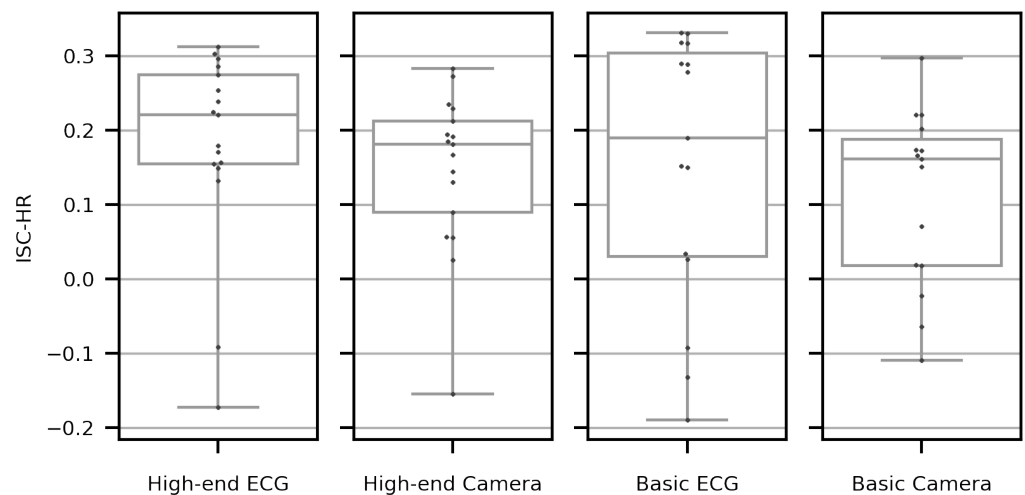 ISC-HR
0.3
0.2
0.1
0.0
−0.1
−0.2
High-end ECG
High-end Camera
Basic ECG
Basic Camera